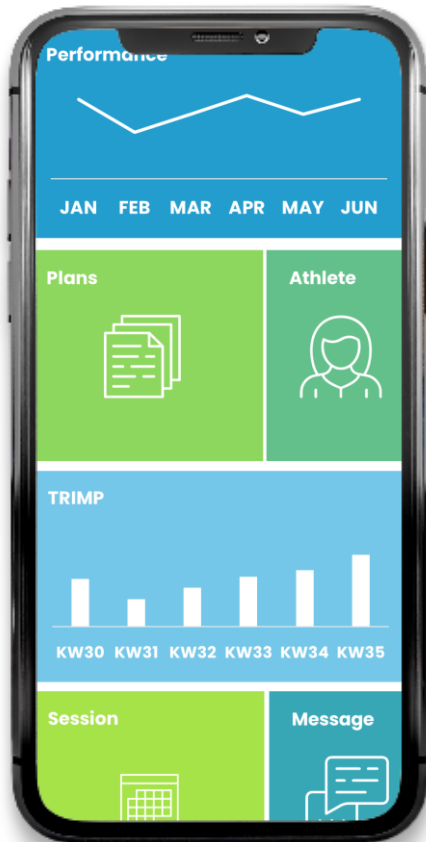 Performance
JAN FEB MAR APR MAY JUN
Plans
Athlete
TRIMP
KW30 KW31 KW32 KW33 KW34 KW35
Session
Message